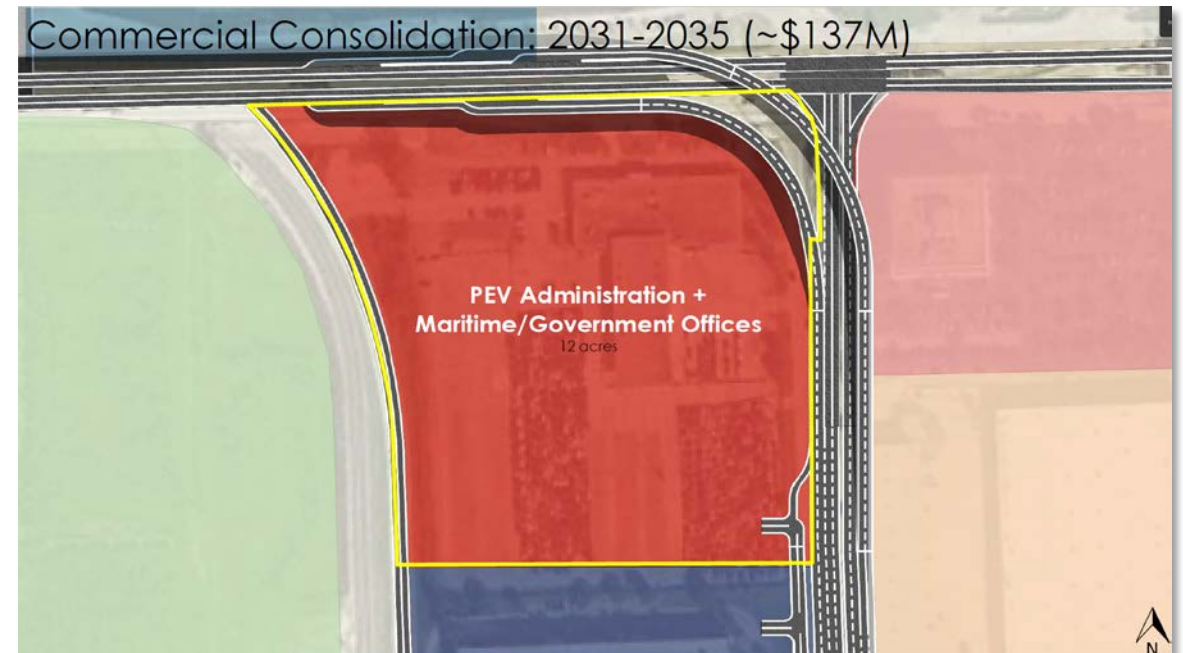 Commercial Consolidation: 2031-2035 (~$137M)
PEV Administration +
Maritime/Government Offices
12 acres
N